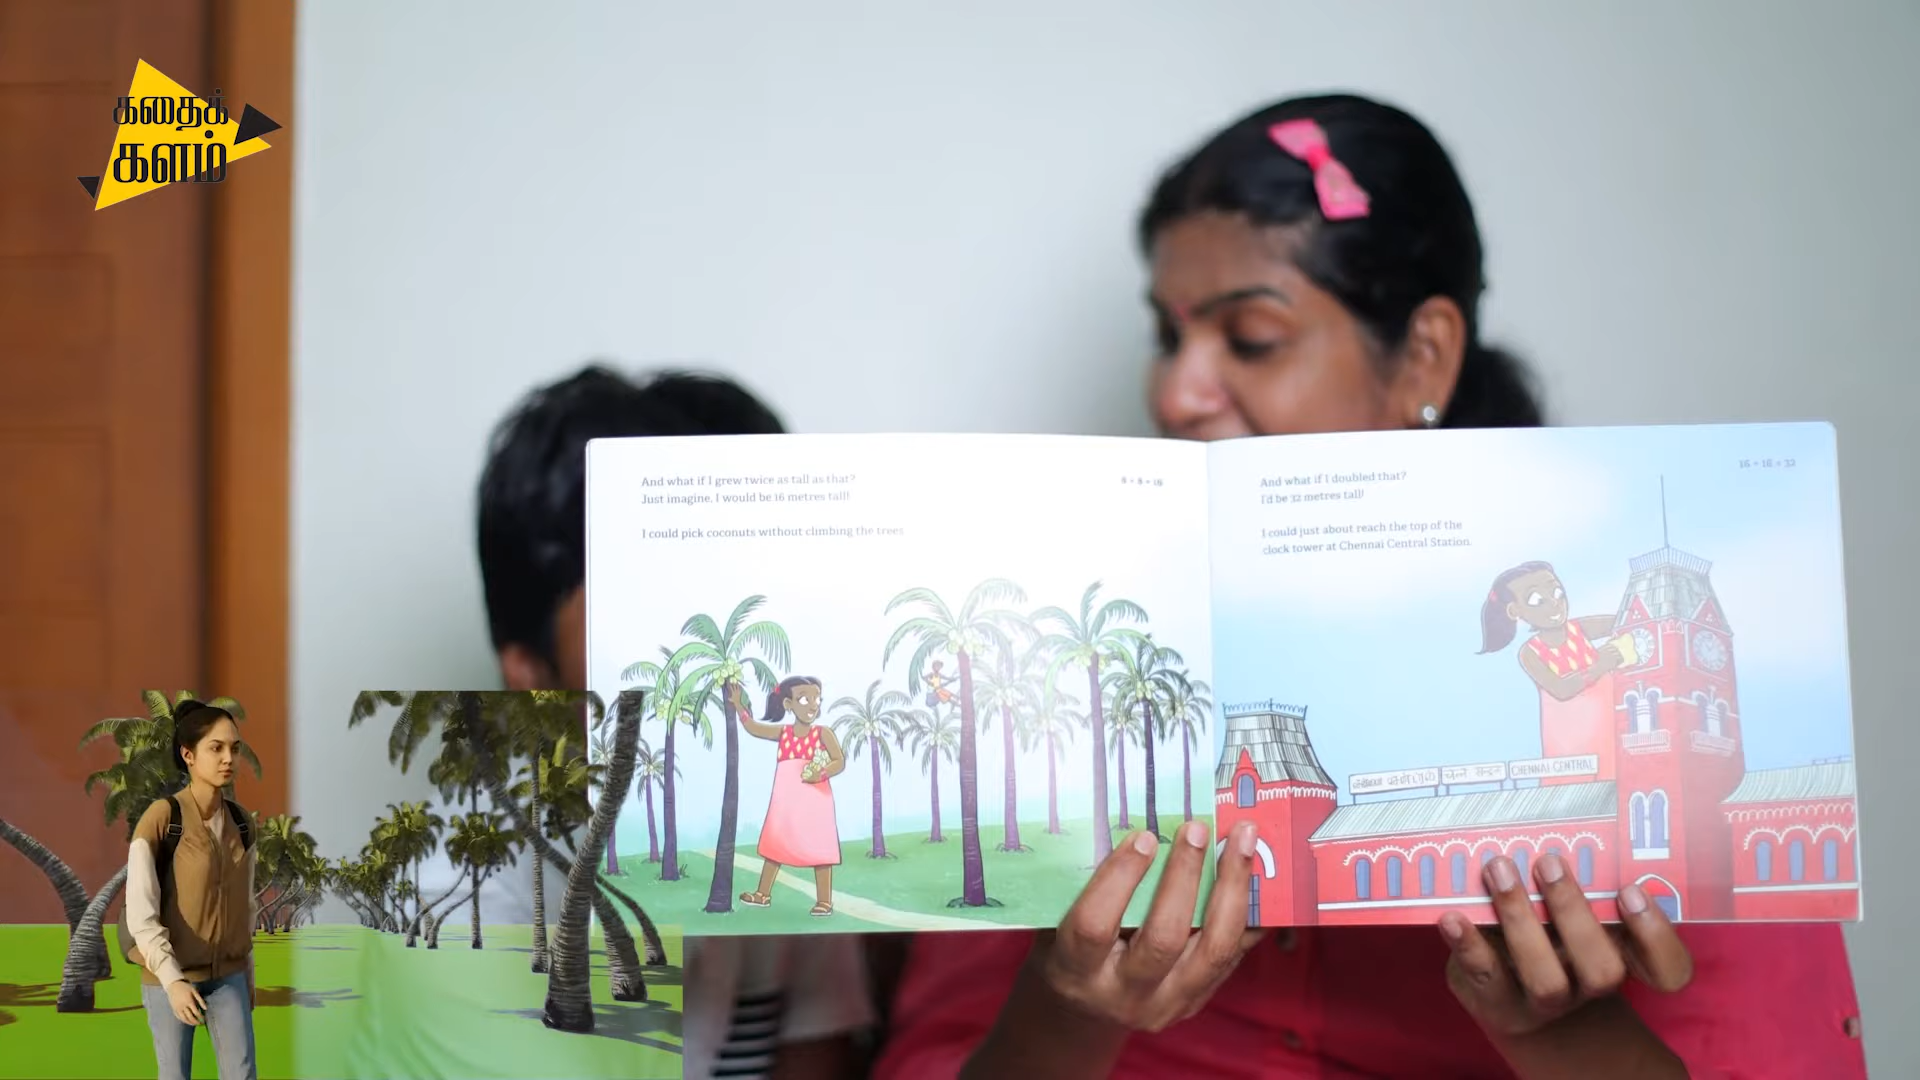 கதைக்
களம்
And what if I grew twice as tall as that?
Just imagine. I would be 16 metres tall!
8 + 8 = 16
I could pick coconuts without climbing the trees
And what if I doubled that?
I'd be 32 metres tall!
16 + 16 = 32
I could just about reach the top of the
clock tower at Chennai Central Station.
CHENNAI CENTRAL